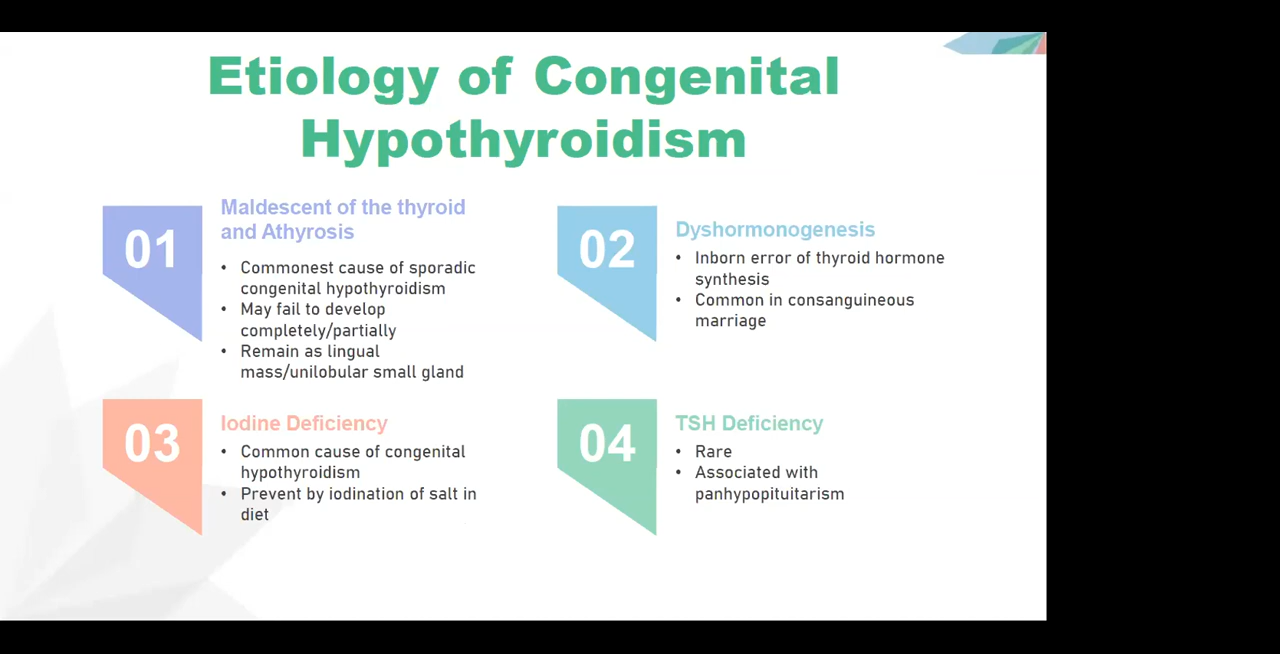 Etiology of Congenital
Hypothyroidism
01
Maldescent of the thyroid
and Athyrosis
• Commonest cause of sporadic
congenital hypothyroidism
• May fail to develop
completely/partially
• Remain as lingual
mass/unilobular small gland
02
Dyshormonogenesis
• Inborn error of thyroid hormone
synthesis
• Common in consanguineous
marriage
03
Iodine Deficiency
• Common cause of congenital
hypothyroidism
• Prevent by iodination of salt in
diet
04
TSH Deficiency
• Rare
• Associated with
panhypopituitarism